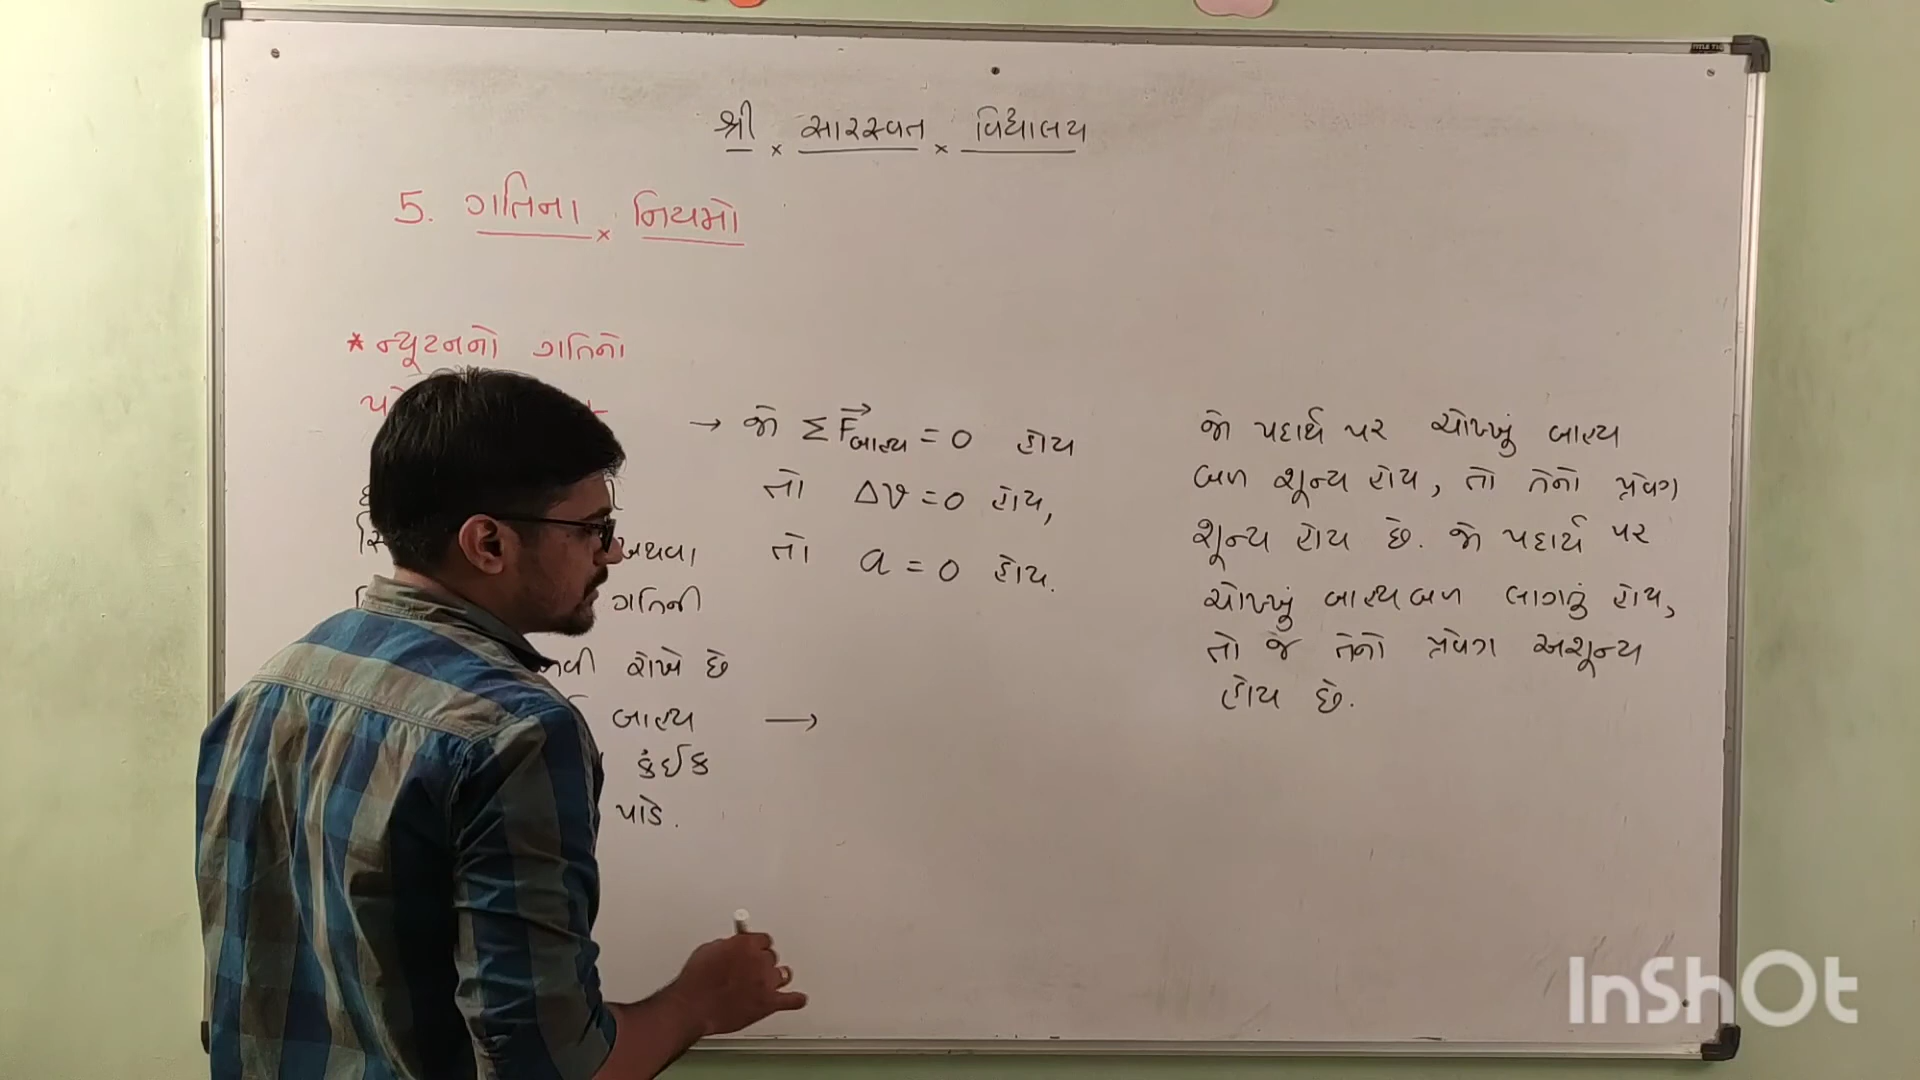 શ્રી × સારસ્વત × વિદ્યાલય
5. ગતિના × નિયમો
* ન્યૂટનનો ગતિનો
અથવા
ગતિની
રાખે છે
બાહ્ય →
કંઈક
પાડે.
→ જો Σ F⃗બાહ્ય = 0 હોય
તો Δv = 0 હોય,
તો a = 0 હોય.
જો પદાર્થ પર ચોખ્ખું બાહ્ય
બળ શૂન્ય હોય, તો તેનો પ્રવેગ
શૂન્ય હોય છે. જો પદાર્થ પર
ચોખ્ખું બાહ્યબળ લાગતું હોય,
તો જ તેનો પ્રવેગ અશૂન્ય
હોય છે.
InShOt